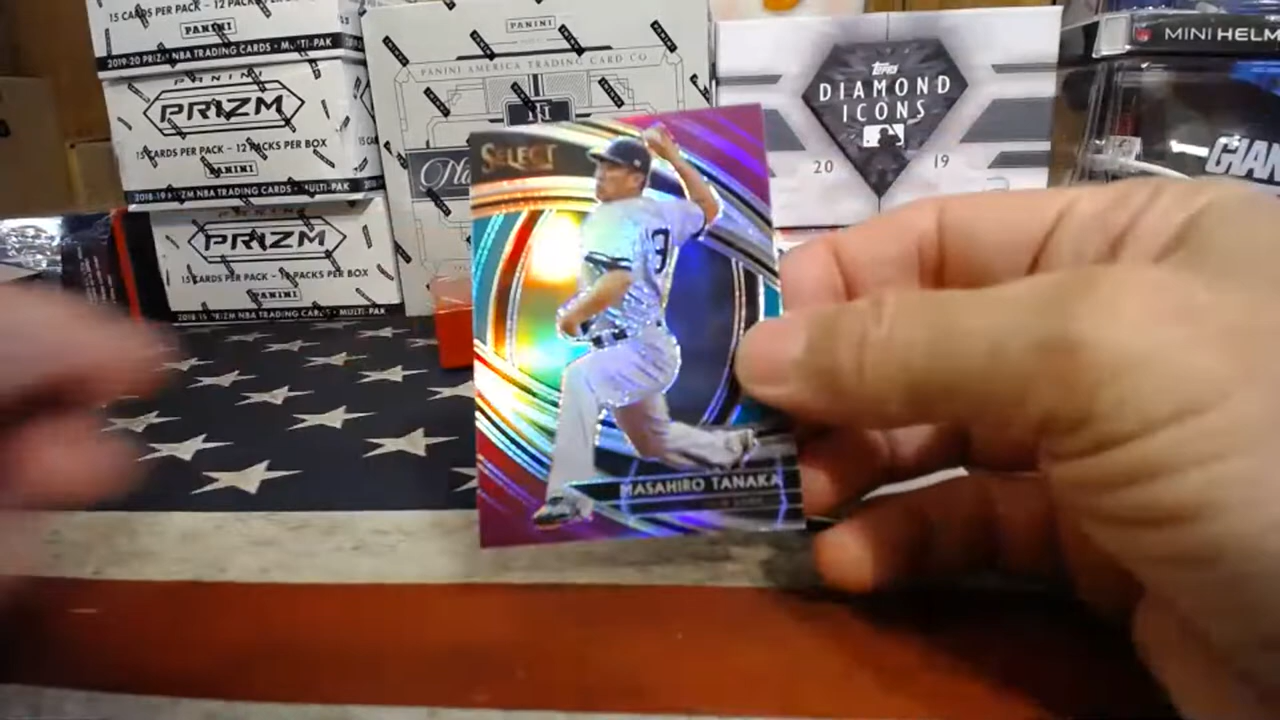 15 CARDS PER PACK - 12 PACKS PER BOX
PANINI
2019-20 PRIZM NBA TRADING CARDS • MULTI-PAK
PANINI
PRIZM
15 CARDS PER PACK - 12 PACKS PER BOX
PANINI
2018-19 PRIZM NBA TRADING CARDS - MULTI-PAK
PANINI
PRIZM
15 CARDS PER PACK - 12 PACKS PER BOX
PANINI
PRIZM NBA TRADING CARDS • MULTI-PAK
PANINI
PANINI AMERICA TRADING CARD CO
SELECT
MASAHIRO TANAKA
Topps
DIAMOND
ICONS
20 19
MINI HELM
GIAN